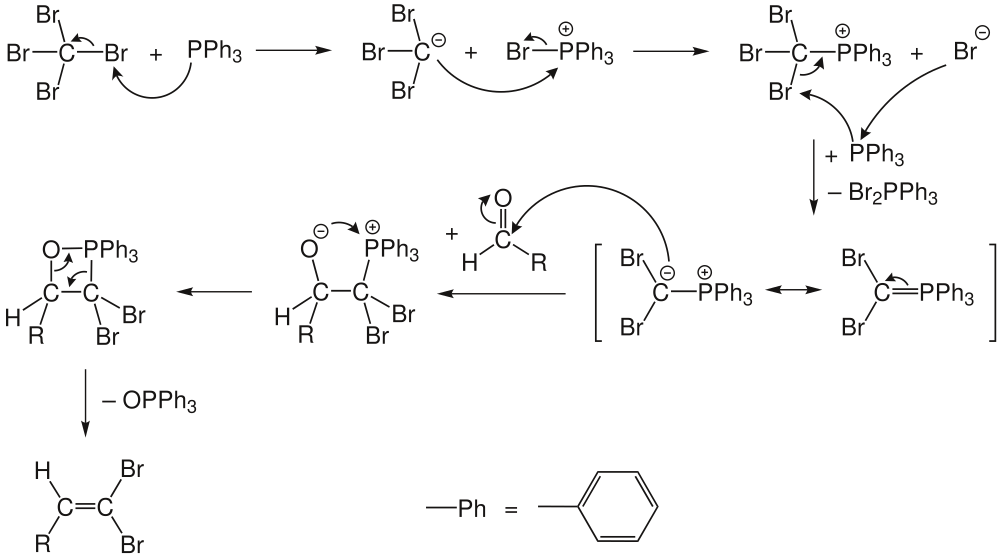 Br Br Br
Br C Br + PPh3 Br C ⊖ + Br PPh3 ⊕ Br C PPh3 ⊕ + Br ⊖
Br Br Br
+ PPh3
– Br2PPh3
O
+ C
H R
O PPh3
C C
H R Br Br
O ⊖ PPh3 ⊕
C C
H R Br Br
Br ⊖ ⊕ Br
C PPh3 C PPh3
Br Br
– OPPh3
H Br
C C
R Br
Ph =